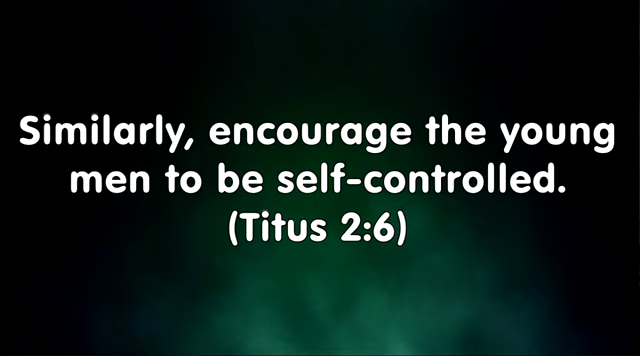 Similarly, encourage the young
men to be self-controlled.
(Titus 2:6)